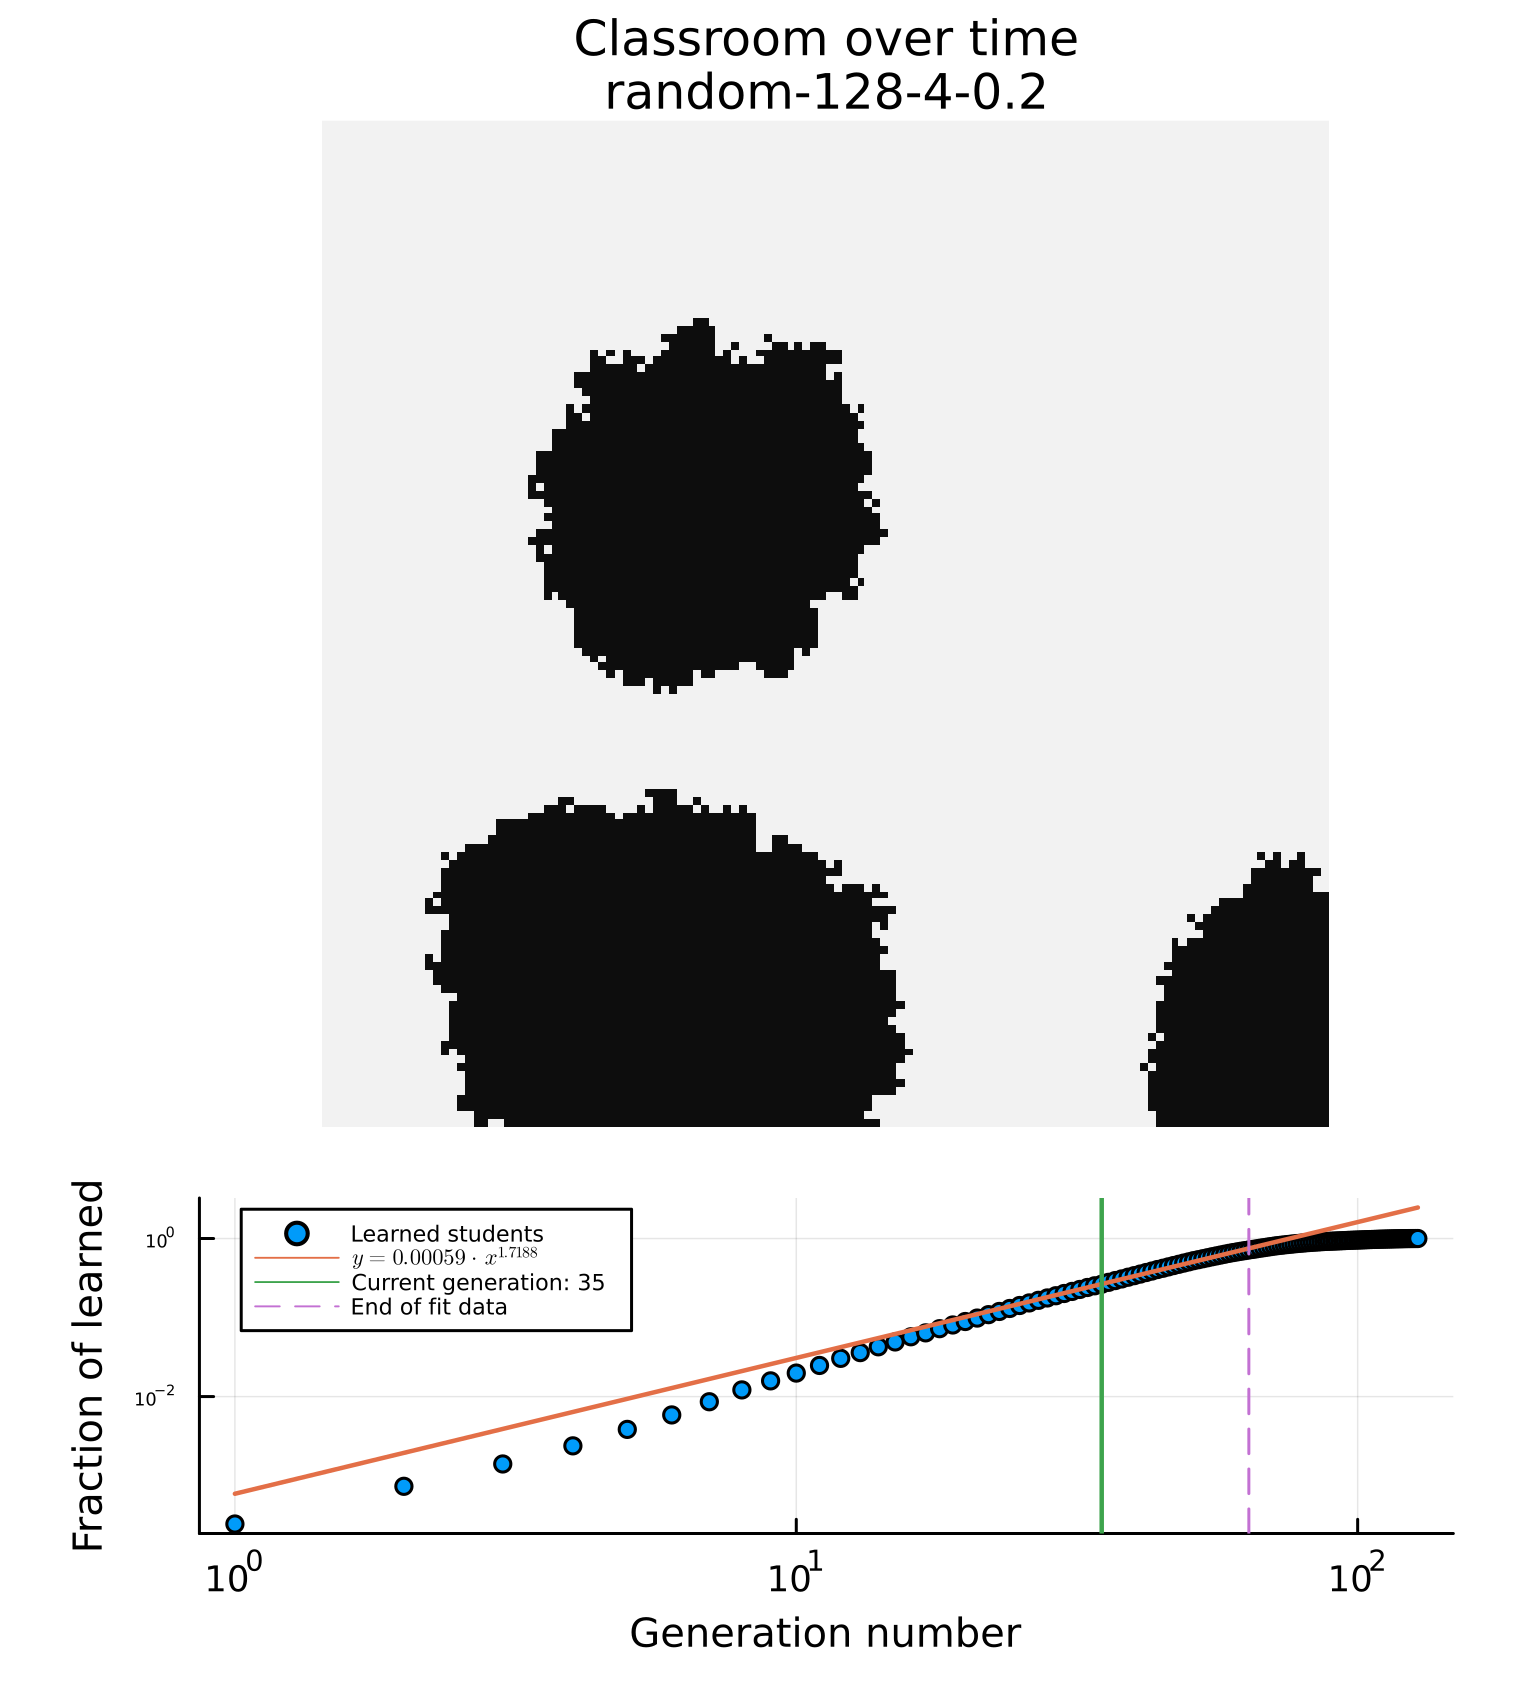 Classroom over time
random-128-4-0.2
Fraction of learned
10⁰
10⁻²
Learned students
y = 0.00059 · x^1.7188
Current generation: 35
End of fit data
10⁰ 10¹ 10²
Generation number